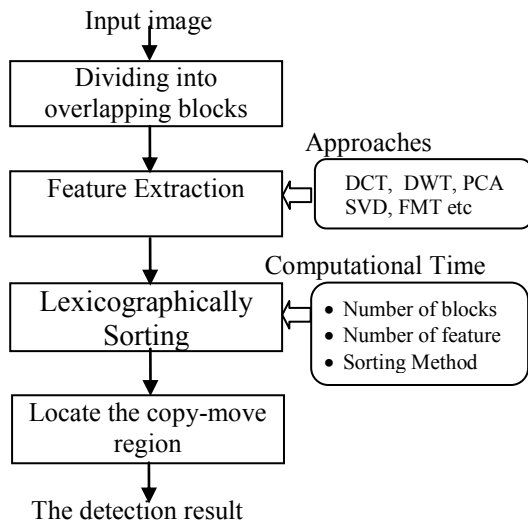 Input image
Dividing into
overlapping blocks
Approaches
Feature Extraction
DCT, DWT, PCA
SVD, FMT etc
Computational Time
Lexicographically
Sorting
• Number of blocks
• Number of feature
• Sorting Method
Locate the copy-move
region
The detection result